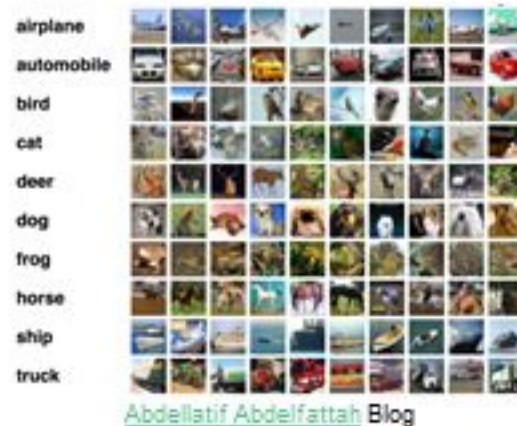 airplane
automobile
bird
cat
deer
dog
frog
horse
ship
truck
Abdellatif Abdelfattah Blog